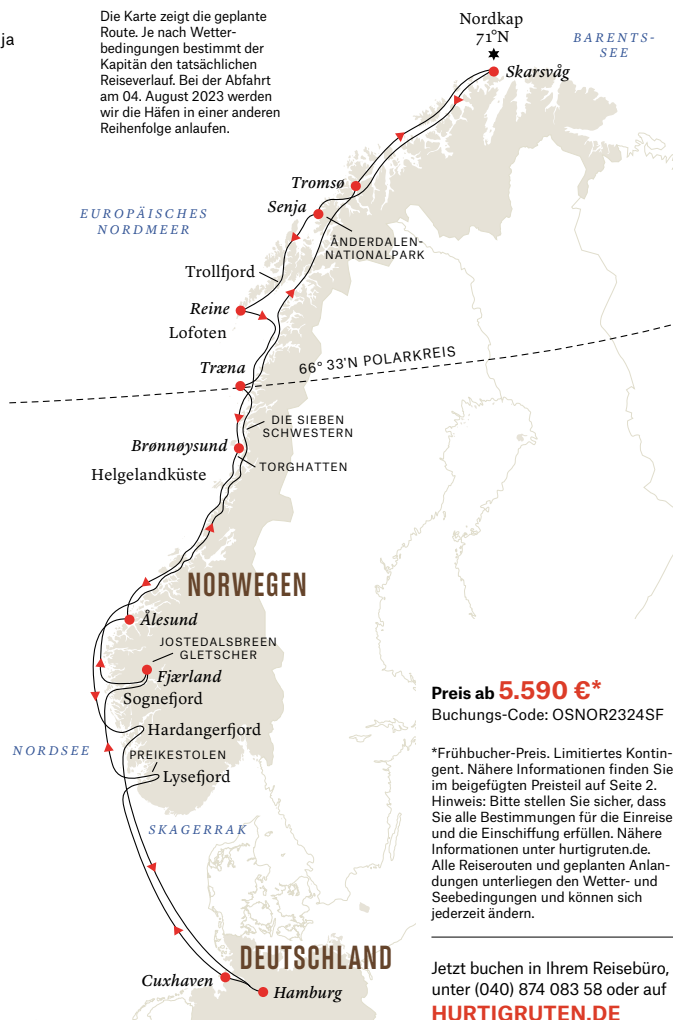 ja
Die Karte zeigt die geplante
Route. Je nach Wetter-
bedingungen bestimmt der
Kapitän den tatsächlichen
Reiseverlauf. Bei der Abfahrt
am 04. August 2023 werden
wir die Häfen in einer anderen
Reihenfolge anlaufen.
Nordkap
71°N
BARENTS-
SEE
Skarsvåg
Tromsø
Senja
EUROPÄISCHES
NORDMEER
ÅNDERDALEN-
NATIONALPARK
Trollfjord
Reine
Lofoten
Træna
66° 33'N POLARKREIS
DIE SIEBEN
SCHWESTERN
Brønnøysund
TORGHATTEN
Helgelandküste
NORWEGEN
Ålesund
JOSTEDALSBREEN
GLETSCHER
Fjærland
Sognefjord
Hardangerfjord
NORDSEE
PREIKESTOLEN
Lysefjord
SKAGERRAK
DEUTSCHLAND
Cuxhaven
Hamburg
Preis ab 5.590 €*
Buchungs-Code: OSNOR2324SF
*Frühbucher-Preis. Limitiertes Kontin-
gent. Nähere Informationen finden Sie
im beigefügten Preisteil auf Seite 2.
Hinweis: Bitte stellen Sie sicher, dass
Sie alle Bestimmungen für die Einreise
und die Einschiffung erfüllen. Nähere
Informationen unter hurtigruten.de.
Alle Reiserouten und geplanten Anlan-
dungen unterliegen den Wetter- und
Seebedingungen und können sich
jederzeit ändern.
Jetzt buchen in Ihrem Reisebüro,
unter (040) 874 083 58 oder auf
HURTIGRUTEN.DE